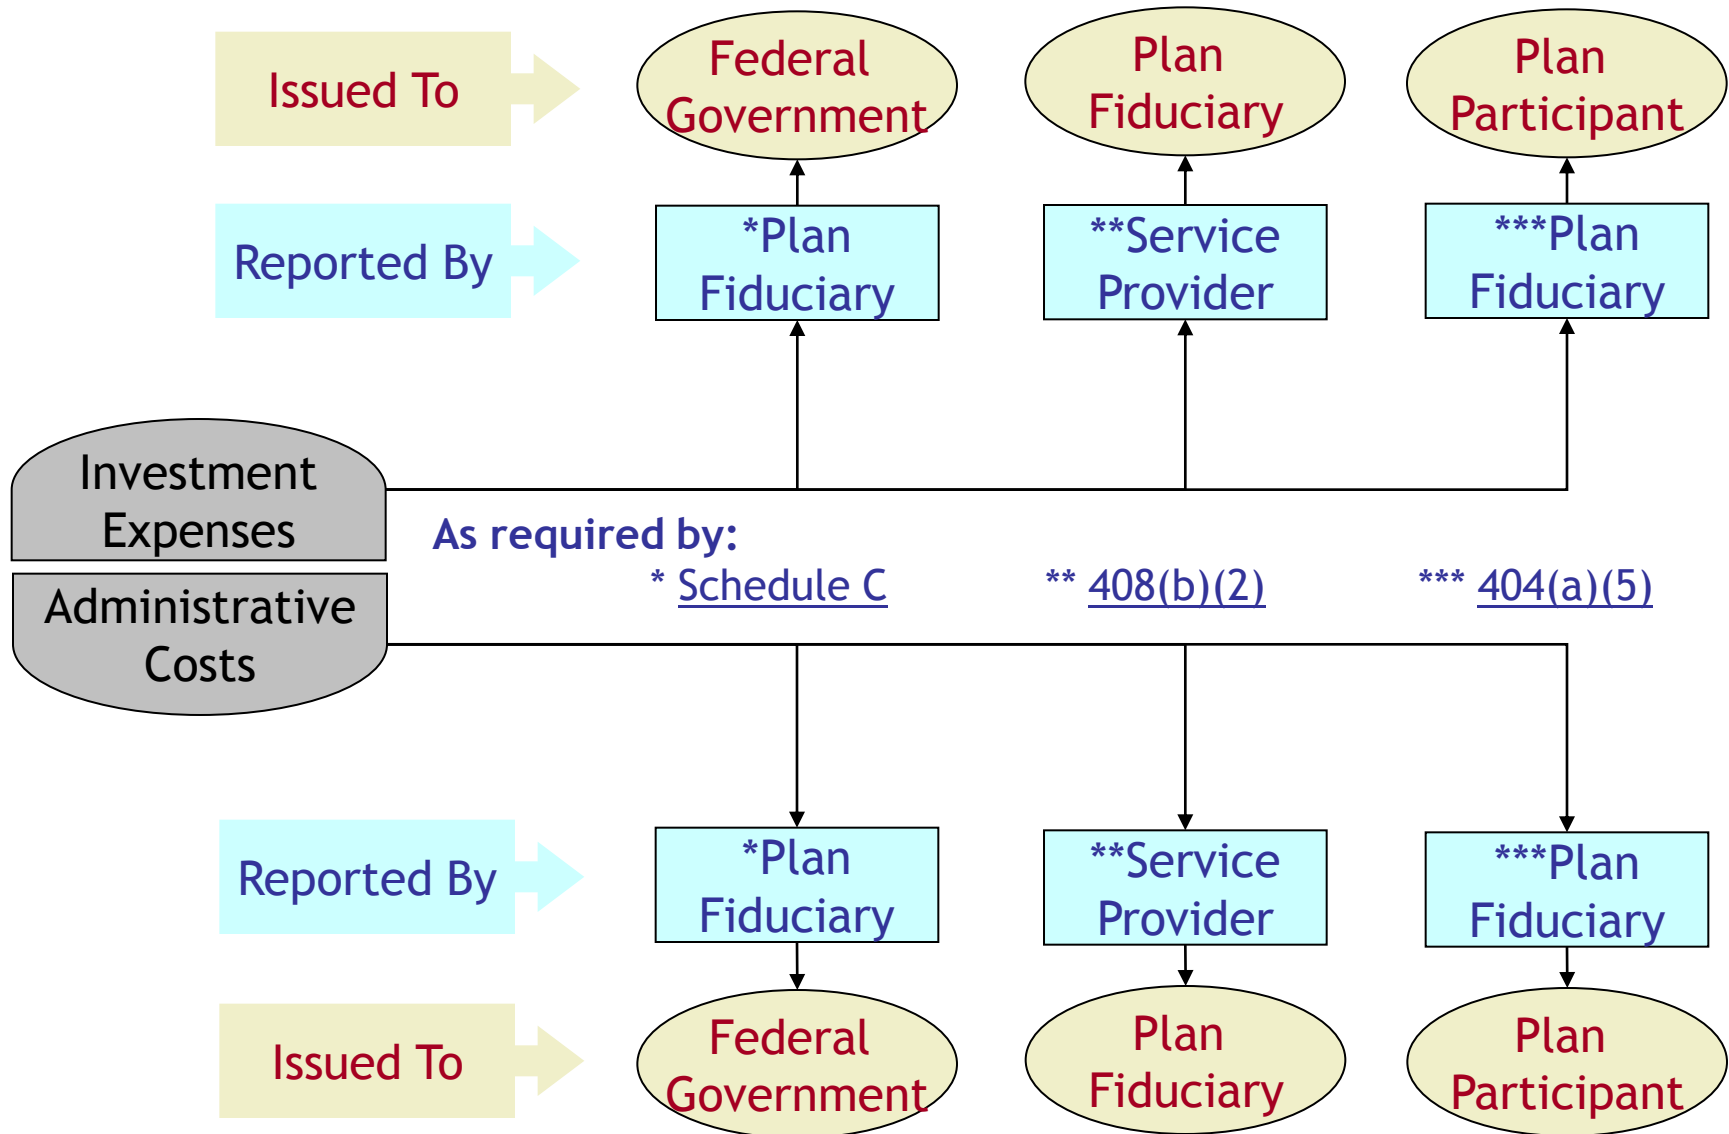 Issued To
Federal
Government
Plan
Fiduciary
Plan
Participant
Reported By
*Plan
Fiduciary
**Service
Provider
***Plan
Fiduciary
Investment
Expenses
As required by:
* Schedule C
** 408(b)(2)
*** 404(a)(5)
Administrative
Costs
Reported By
*Plan
Fiduciary
**Service
Provider
***Plan
Fiduciary
Issued To
Federal
Government
Plan
Fiduciary
Plan
Participant